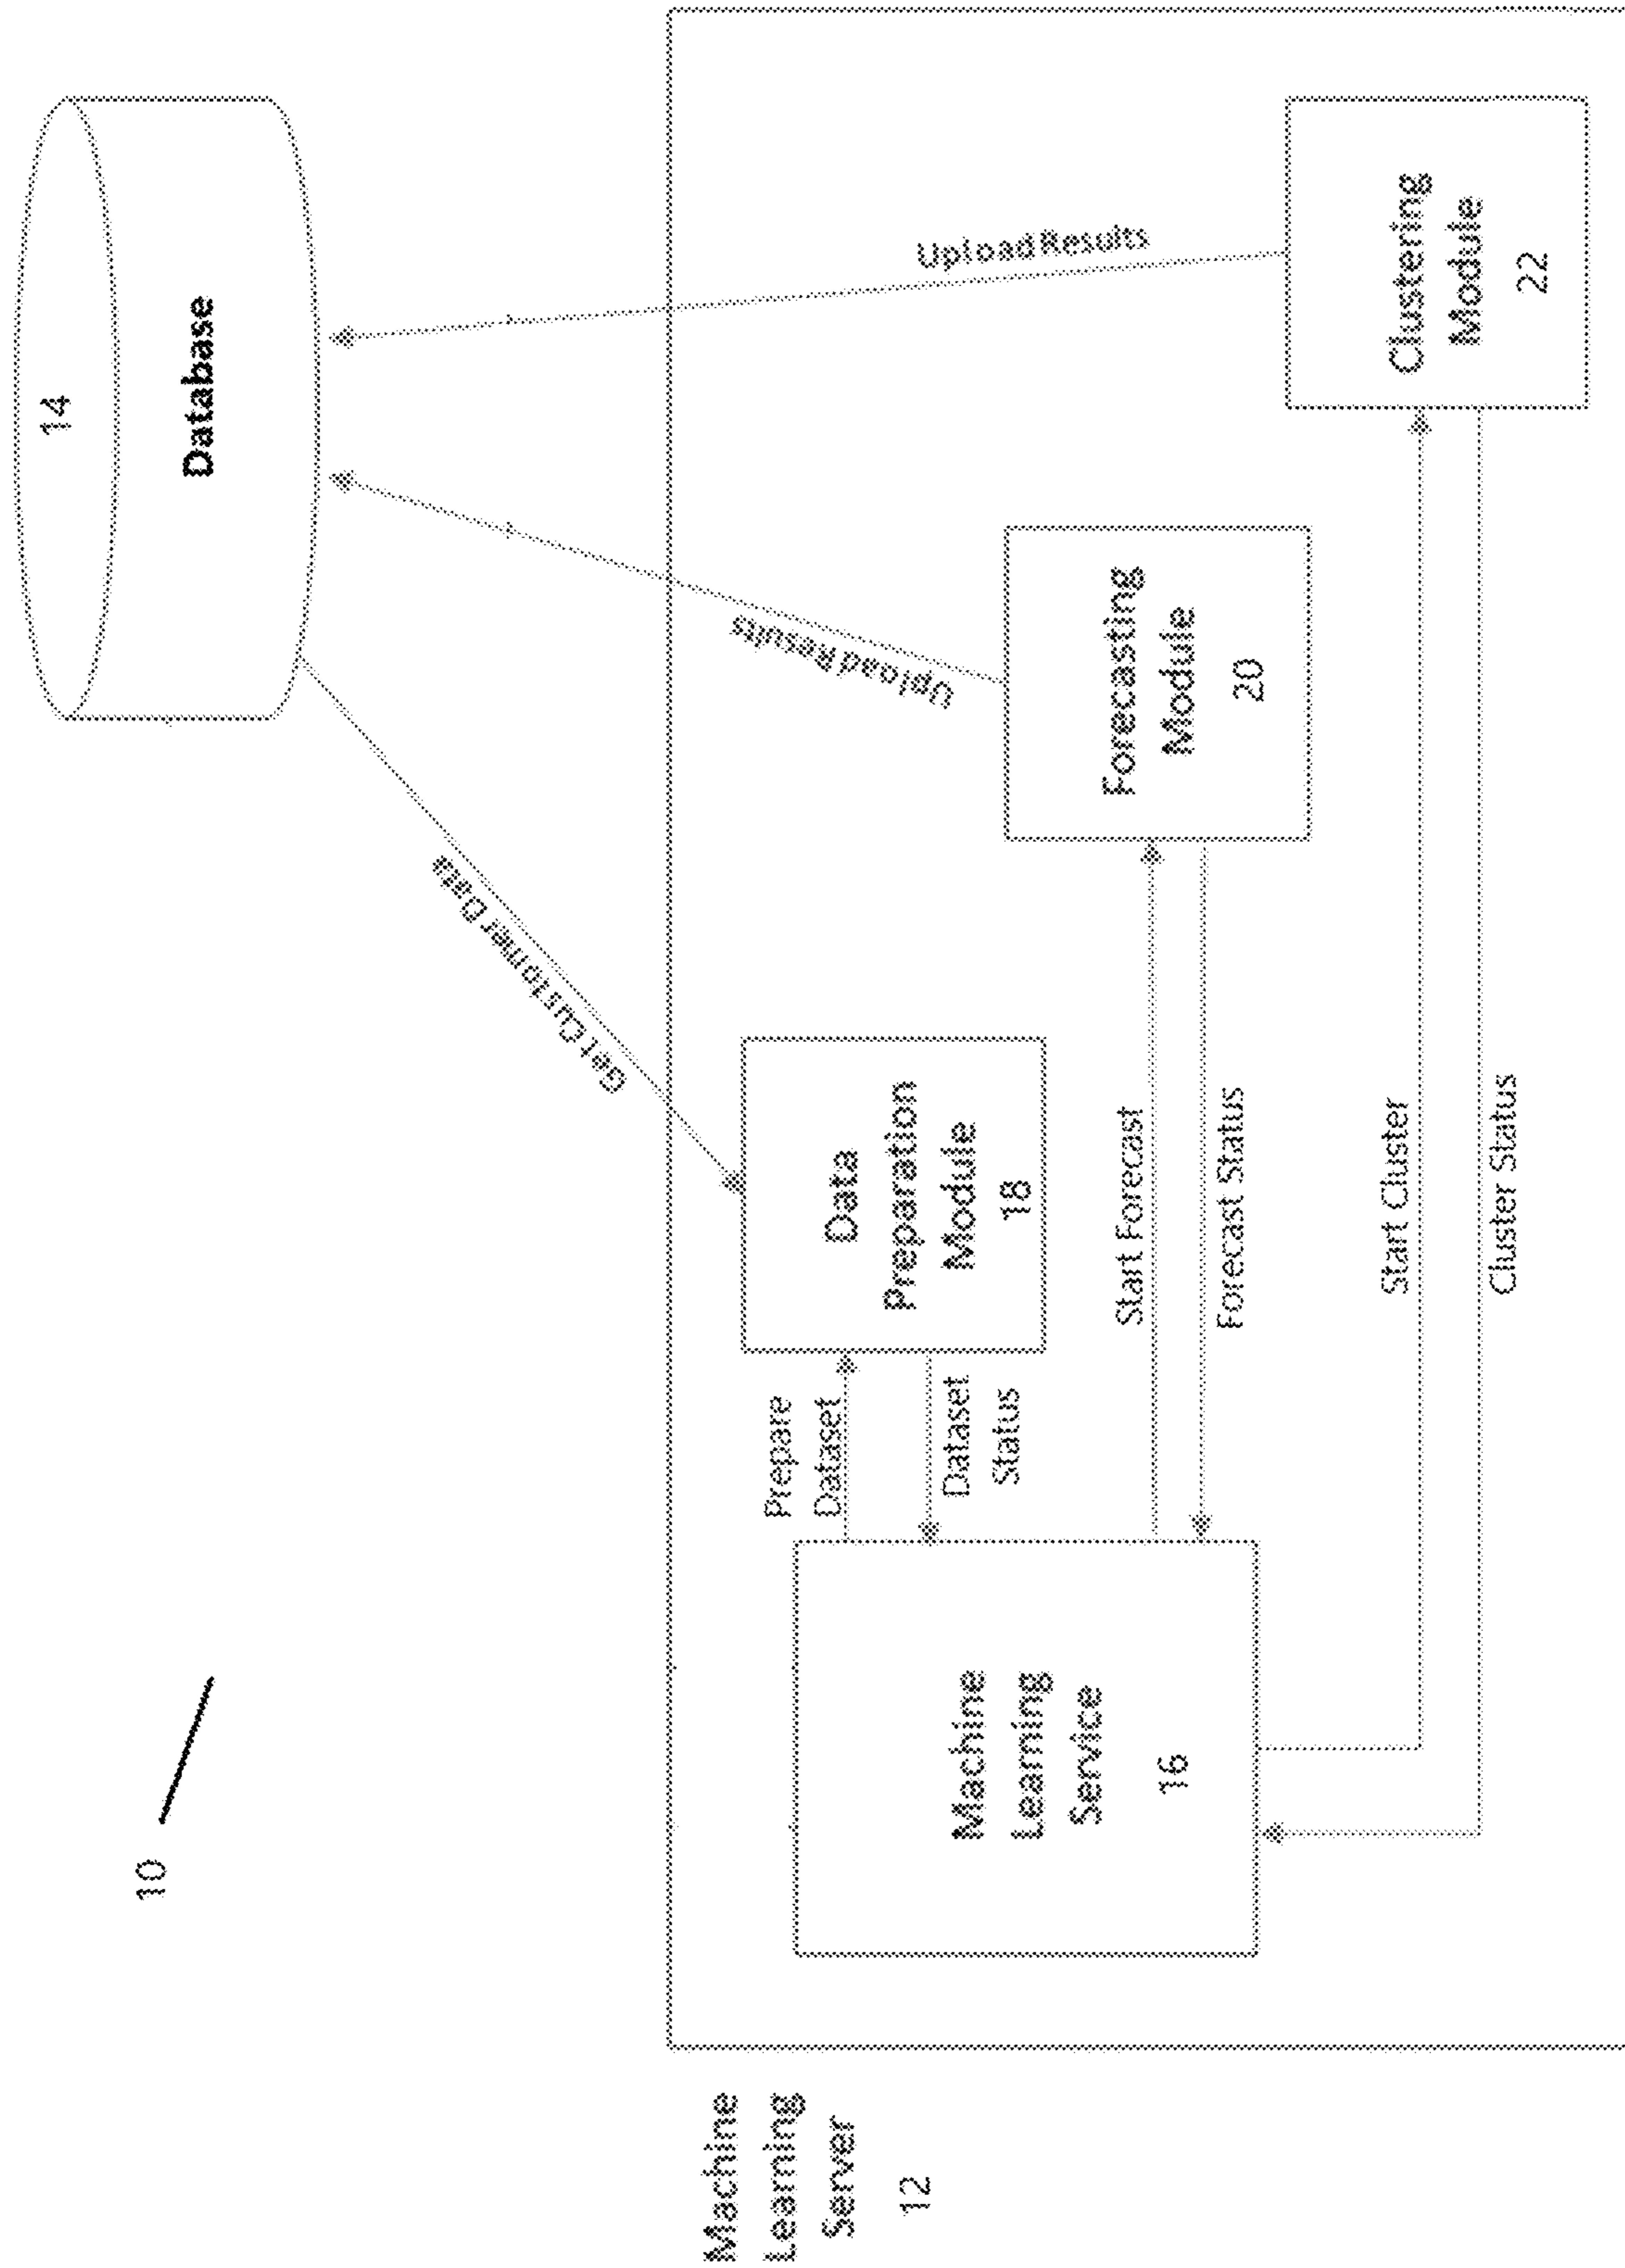 10
14
Database
Get Customer Data
Upload Results
Upload Results
Machine
Learning
Server
12
Machine
Learning
Service
16
Prepare
Dataset
Dataset
Status
Data
Preparation
Module
18
Start Forecast
Forecast Status
Forecasting
Module
20
Start Cluster
Cluster Status
Clustering
Module
22